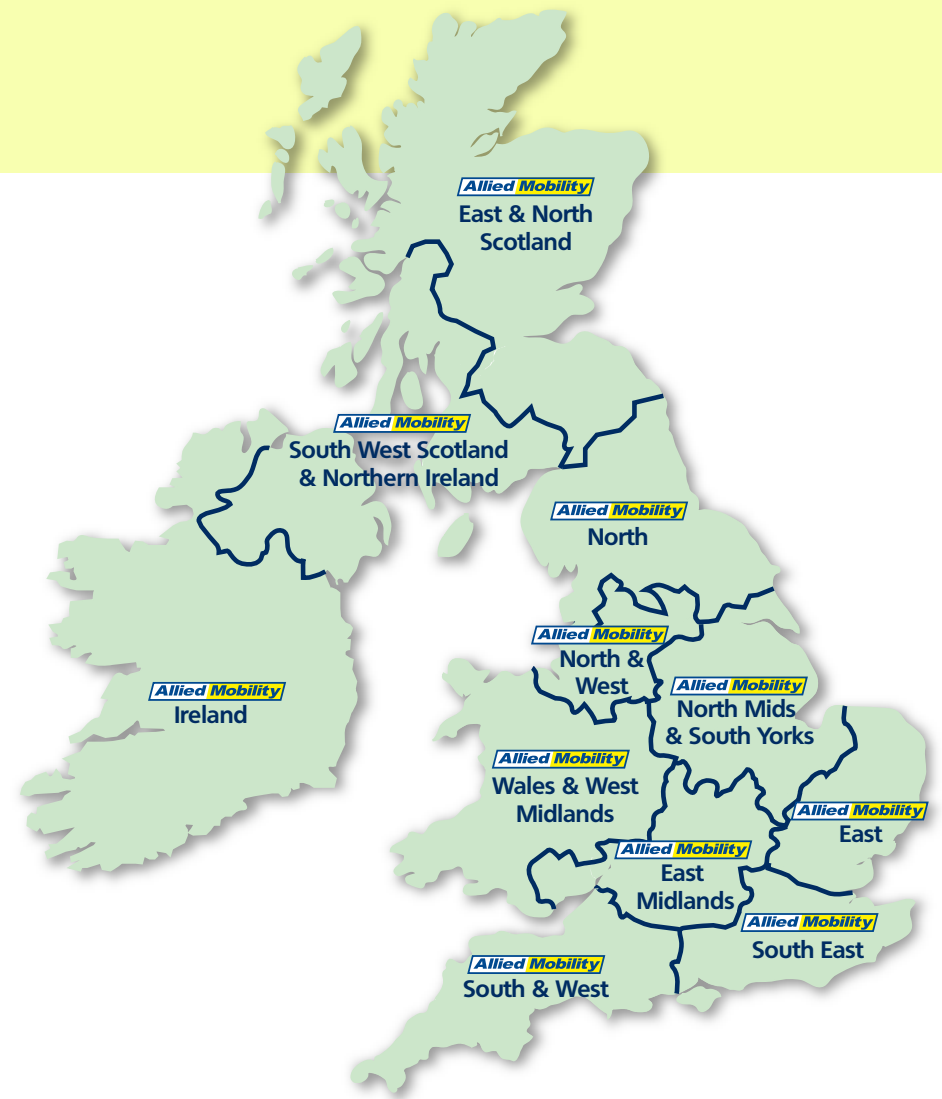 Allied Mobility
East & North
Scotland
Allied Mobility
South West Scotland
& Northern Ireland
Allied Mobility
North
Allied Mobility
North &
West
Allied Mobility
North Mids
& South Yorks
Allied Mobility
Ireland
Allied Mobility
Wales & West
Midlands
Allied Mobility
East
Allied Mobility
East
Midlands
Allied Mobility
South East
Allied Mobility
South & West